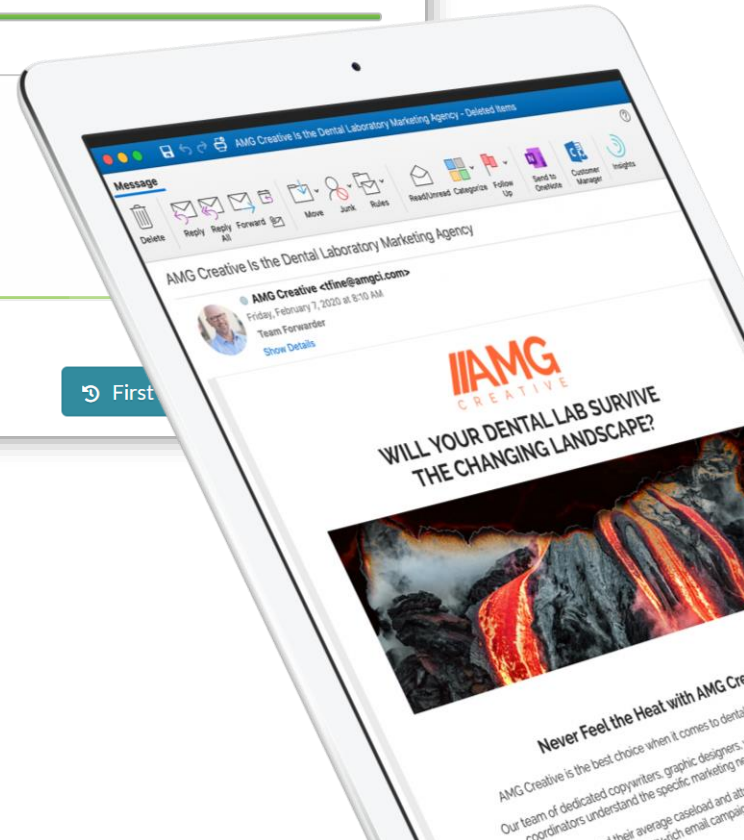 AMG Creative Is the Dental Laboratory Marketing Agency - Deleted Items
Message
Delete
Reply
Reply All
Forward
Move
Junk
Rules
Read/Unread
Categorize
Follow Up
Send to OneNote
Customer Manager
Insights
AMG Creative Is the Dental Laboratory Marketing Agency
AMG Creative <tfine@amgci.com>
Friday, February 7, 2020 at 8:10 AM
Team Forwarder
Show Details
First
AMG
CREATIVE
WILL YOUR DENTAL LAB SURVIVE
THE CHANGING LANDSCAPE?
Never Feel the Heat with AMG
AMG Creative is the best choice when it comes to dental
Our team of dedicated copywriters, graphic designers,
coordinators understand the specific marketing
their average caseload and
email